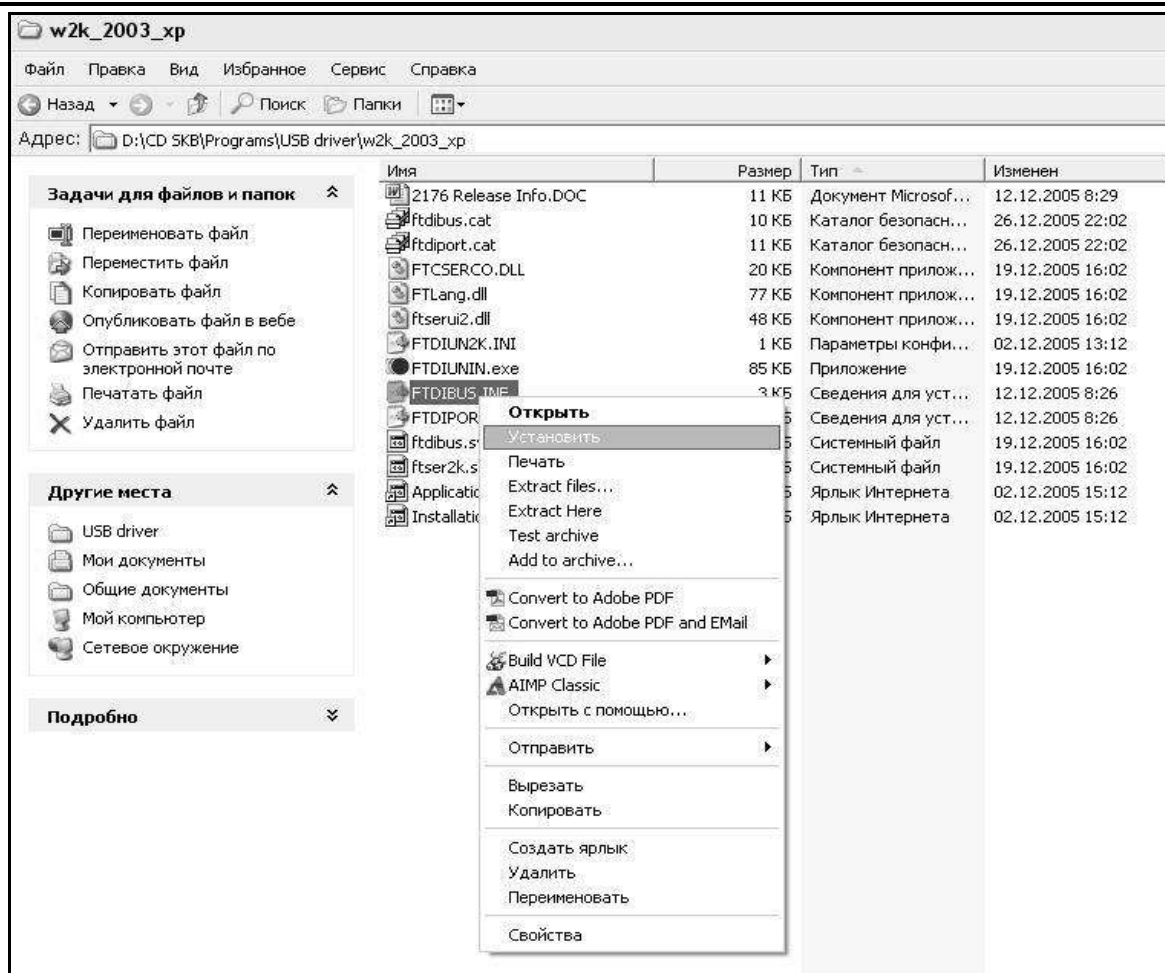 w2k_2003_xp
Файл Правка Вид Избранное Сервис Справка
Назад Поиск Папки
Адрес: D:\CD SKB\Programs\USB driver\w2k_2003_xp
Задачи для файлов и папок
Переименовать файл
Переместить файл
Копировать файл
Опубликовать файл в вебе
Отправить этот файл по
электронной почте
Печатать файл
Удалить файл
Другие места
USB driver
Мои документы
Общие документы
Мой компьютер
Сетевое окружение
Подробно
Имя Размер Тип Изменен
2176 Release Info.DOC 11 КБ Документ Microsof... 12.12.2005 8:29
ftdibus.cat 10 КБ Каталог безопасн... 26.12.2005 22:02
ftdiport.cat 11 КБ Каталог безопасн... 26.12.2005 22:02
FTCSERCO.DLL 20 КБ Компонент прилож... 19.12.2005 16:02
FTLang.dll 77 КБ Компонент прилож... 19.12.2005 16:02
ftserui2.dll 48 КБ Компонент прилож... 19.12.2005 16:02
FTDIUN2K.INI 1 КБ Параметры конфи... 02.12.2005 13:12
FTDIUNIN.exe 85 КБ Приложение 19.12.2005 16:02
FTDIBUS.INF 3 КБ Сведения для уст... 12.12.2005 8:26
FTDIPOR Б Сведения для уст... 12.12.2005 8:26
ftdibus.s Б Системный файл 19.12.2005 16:02
ftser2k.s Б Системный файл 19.12.2005 16:02
Applicatic Б Ярлык Интернета 02.12.2005 15:12
Installatic Б Ярлык Интернета 02.12.2005 15:12
Открыть
Установить
Печать
Extract files...
Extract Here
Test archive
Add to archive...
Convert to Adobe PDF
Convert to Adobe PDF and EMail
Build VCD File
AIMP Classic
Открыть с помощью...
Отправить
Вырезать
Копировать
Создать ярлык
Удалить
Переименовать
Свойства